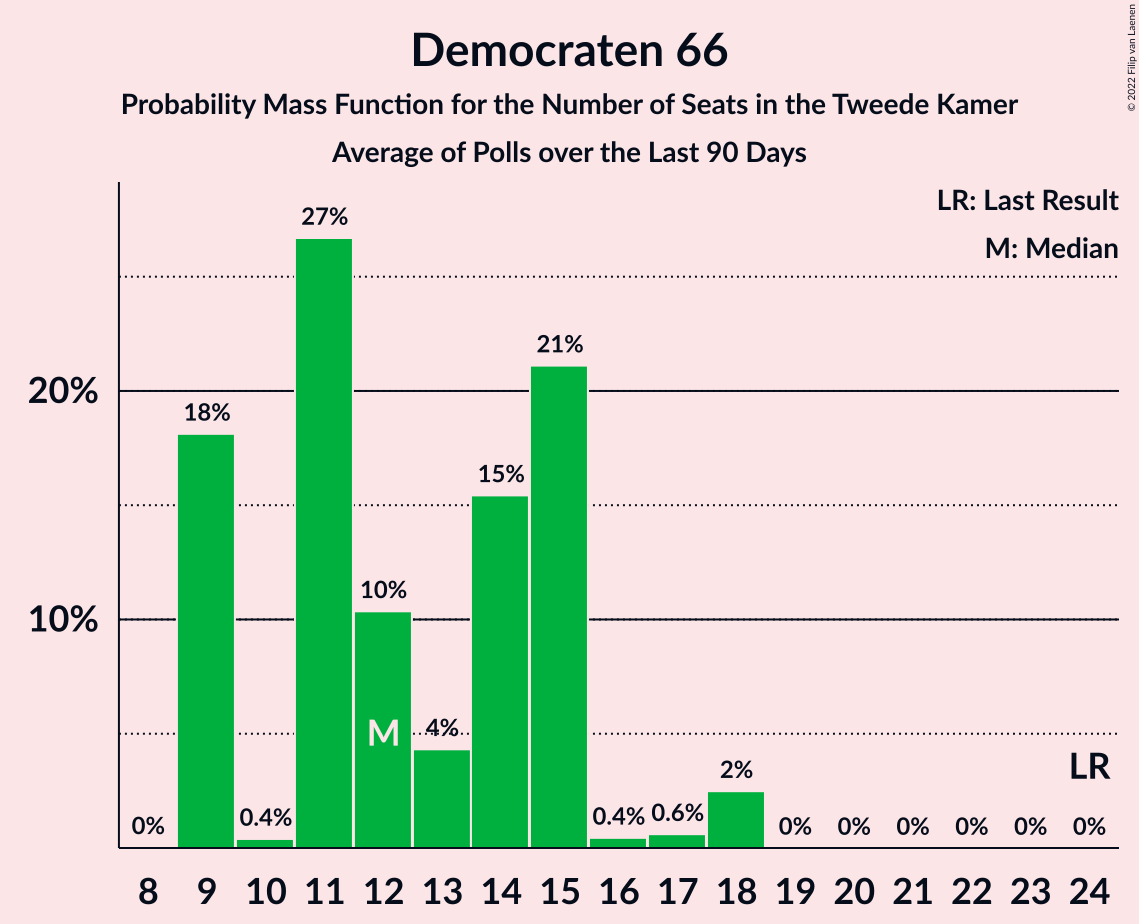 Democraten 66
Probability Mass Function for the Number of Seats in the Tweede Kamer
Average of Polls over the Last 90 Days
© 2022 Filip van Laenen
LR: Last Result
M: Median
27%
21%
20%
18%
15%
10%
10%
M
4%
LR
2%
0%
0.4%
0.4%
0.6%
0%
0%
0%
0%
0%
0%
8 9 10 11 12 13 14 15 16 17 18 19 20 21 22 23 24